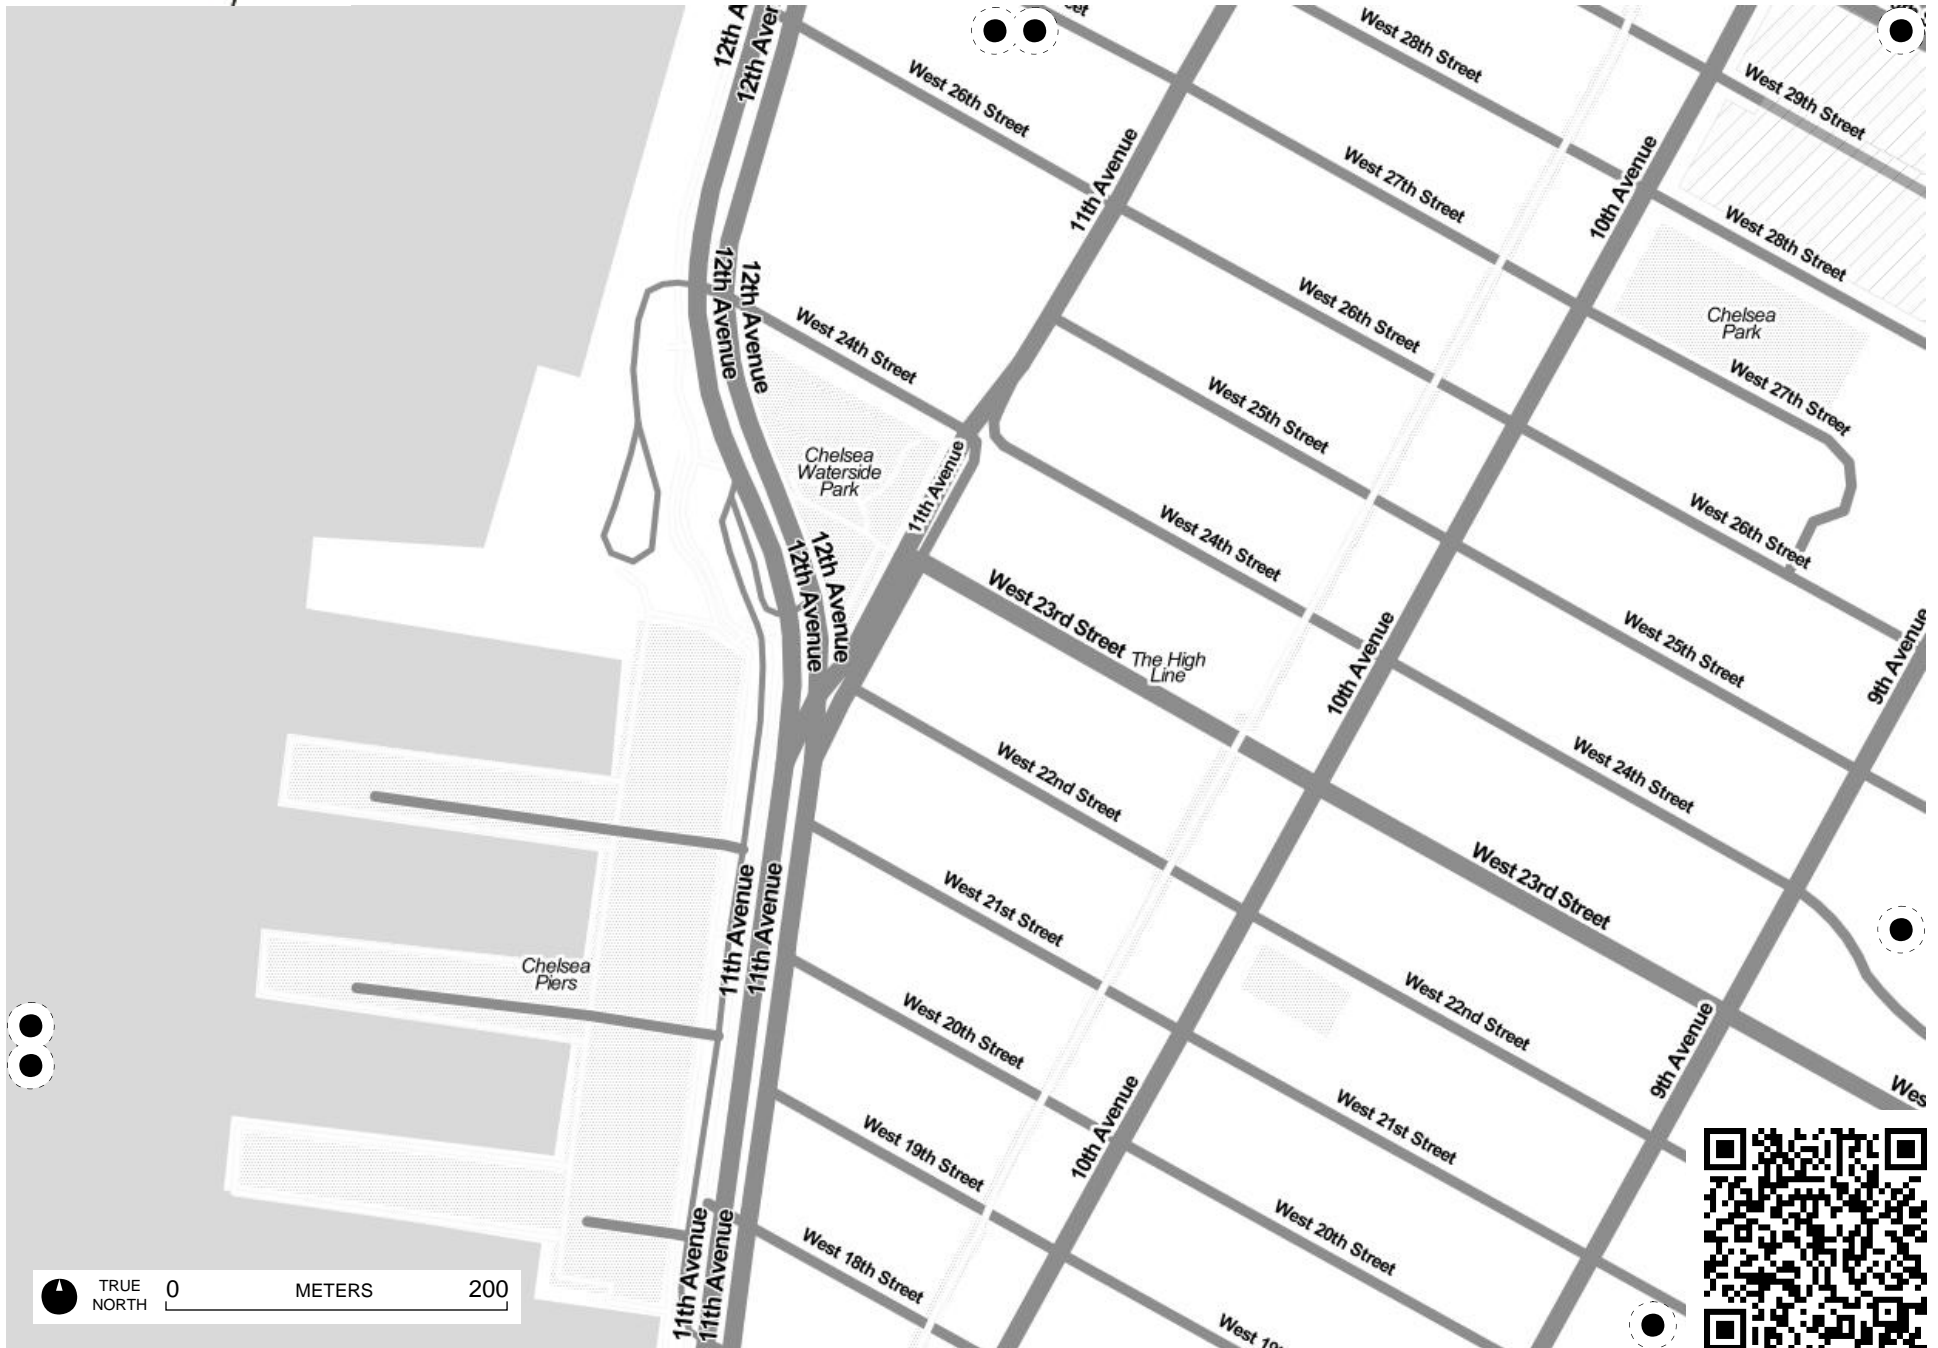 12th A
12th Aven
West 26th Street
West 28th Street
West 29th Street
11th Avenue
West 27th Street
10th Avenue
West 28th Street
12th Avenue
12th Avenue
West 24th Street
West 26th Street
Chelsea
Park
West 27th Street
West 25th Street
Chelsea
Waterside
Park
11th Avenue
West 24th Street
West 26th Street
12th Avenue
12th Avenue
West 23rd Street
The High
Line
10th Avenue
West 25th Street
9th Avenue
West 22nd Street
West 24th Street
West 23rd Street
11th Avenue
11th Avenue
West 21st Street
Chelsea
Piers
West 20th Street
West 22nd Street
9th Avenue
Wes
10th Avenue
West 19th Street
West 21st Street
11th Avenue
11th Avenue
West 18th Street
West 20th Street
TRUE
NORTH
0 METERS 200